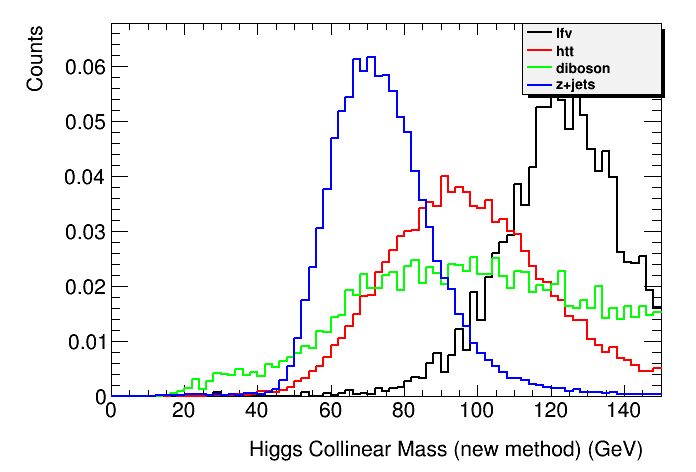 Counts
lfv
htt
diboson
z+jets
0.06
0.05
0.04
0.03
0.02
0.01
0
0 20 40 60 80 100 120 140
Higgs Collinear Mass (new method) (GeV)